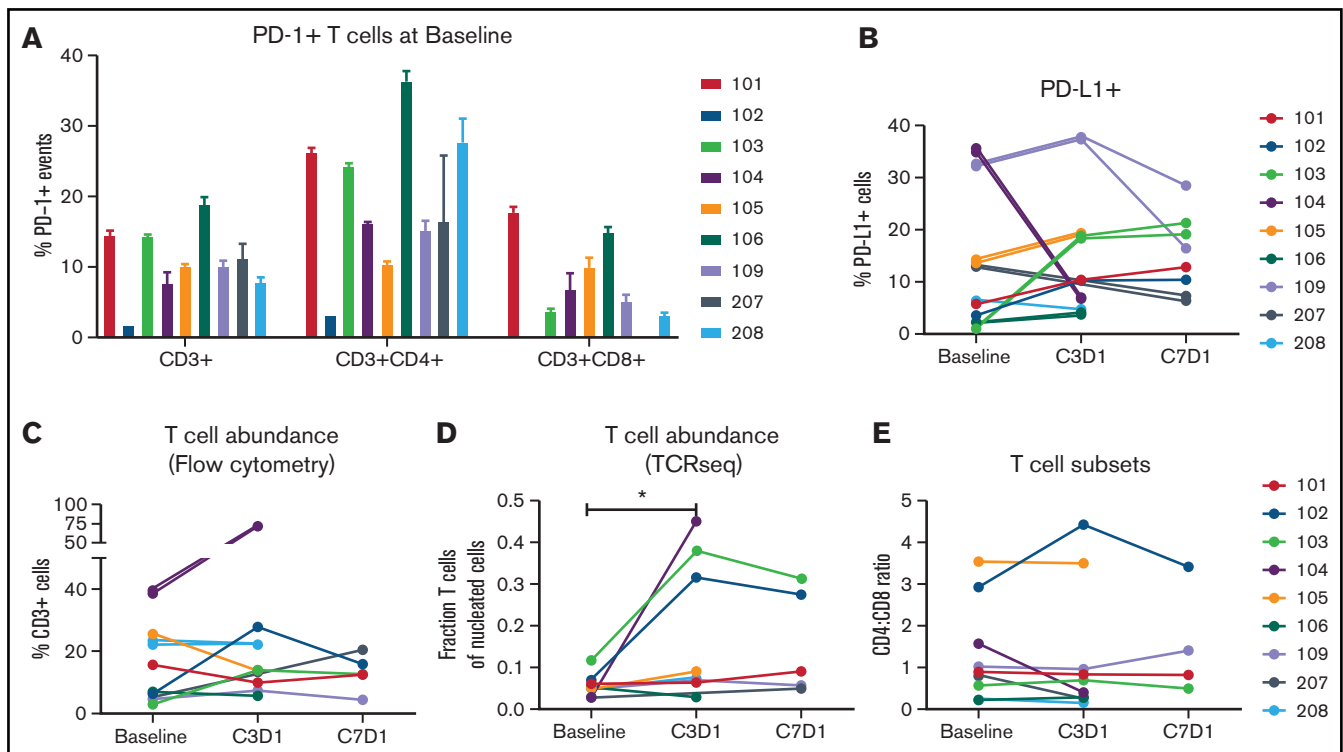 A
PD-1+ T cells at Baseline
% PD-1+ events
40
30
20
10
0
CD3+
CD3+CD4+
CD3+CD8+
101
102
103
104
105
106
109
207
208
B
PD-L1+
% PD-L1+ cells
40
30
20
10
0
Baseline
C3D1
C7D1
101
102
103
104
105
106
109
207
208
C
T cell abundance
(Flow cytometry)
% CD3+ cells
100
75
50
40
20
0
Baseline
C3D1
C7D1
D
T cell abundance
(TCRseq)
Fraction T cells
of nucleated cells
0.5
0.4
0.3
0.2
0.1
0.0
*
Baseline
C3D1
C7D1
E
T cell subsets
CD4:CD8 ratio
5
4
3
2
1
0
Baseline
C3D1
C7D1
101
102
103
104
105
106
109
207
208